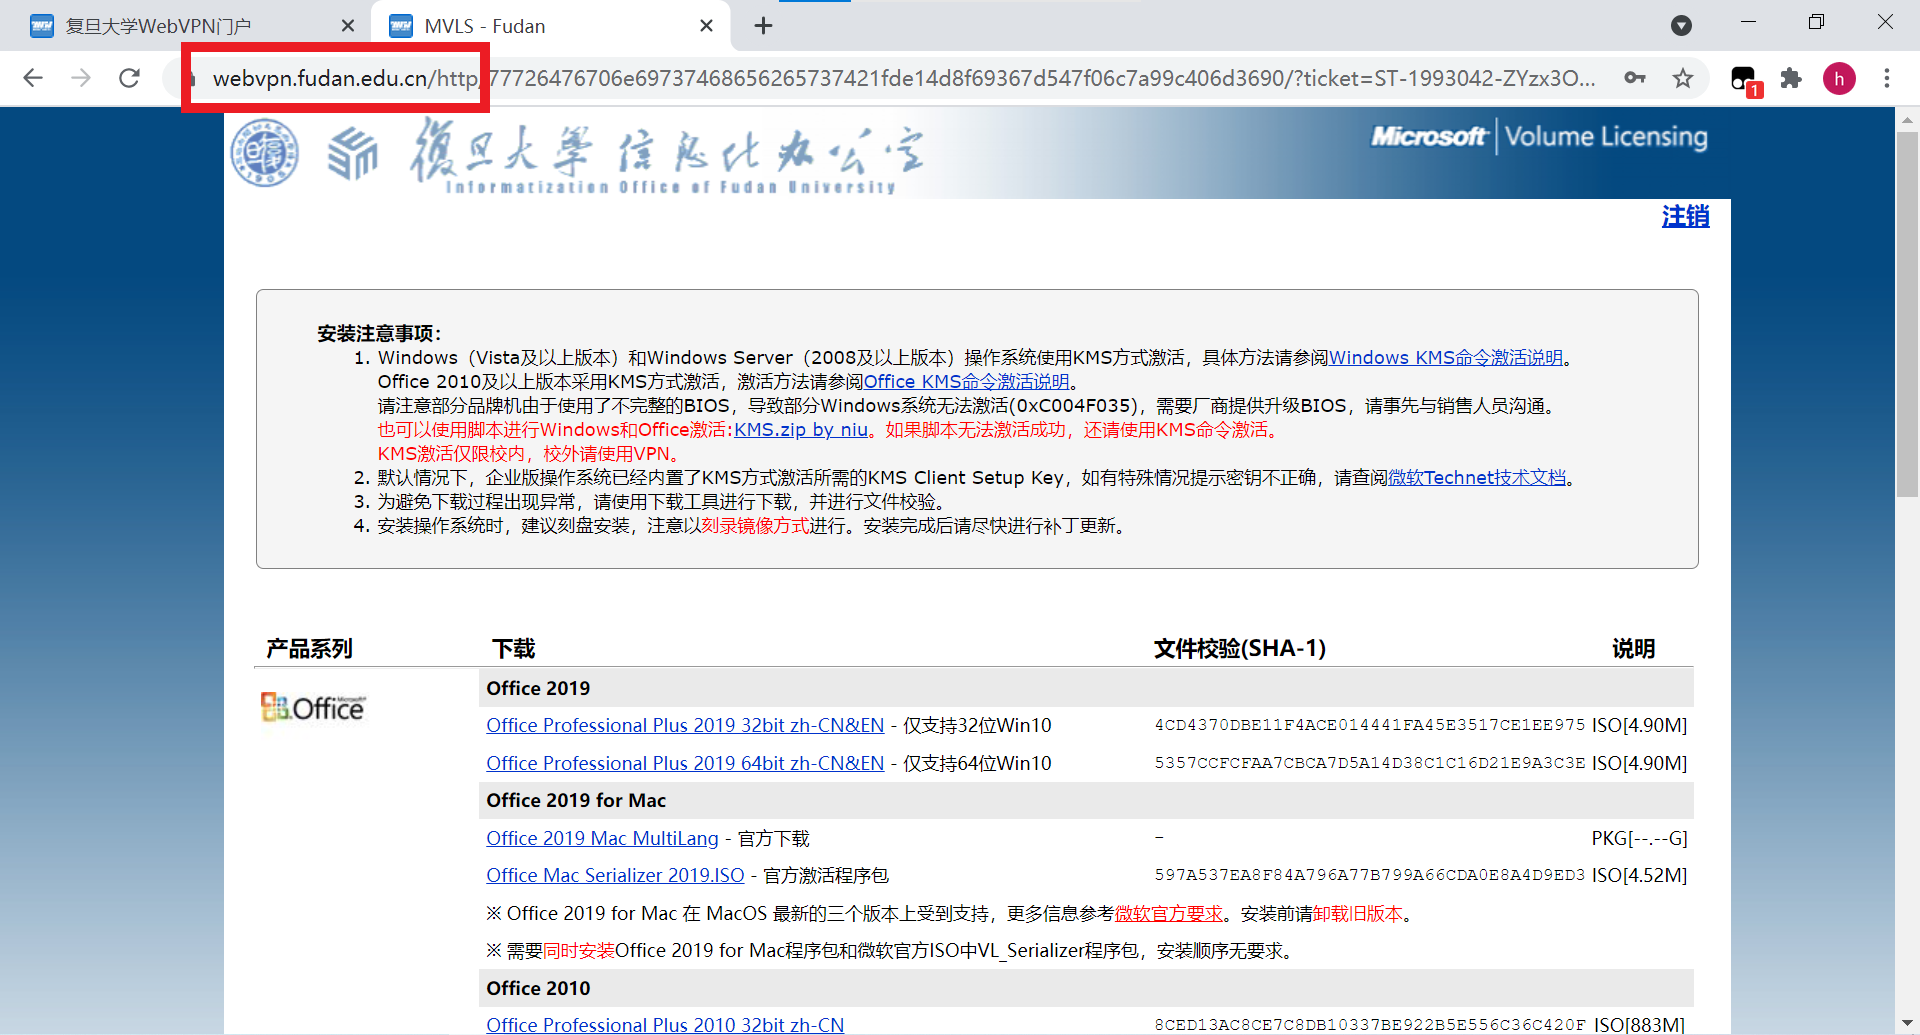 复旦大学WebVPN门户
MVLS - Fudan
webvpn.fudan.edu.cn/http/77726476706e69737468656265737421fde14d8f69367d547f06c7a99c406d3690/?ticket=ST-1993042-ZYzx3O...
1
h
復旦大學 信息化办公室
Informatization Office of Fudan University
Microsoft Volume Licensing
注销
安装注意事项：
1. Windows（Vista及以上版本）和Windows Server（2008及以上版本）操作系统使用KMS方式激活，具体方法请参阅Windows KMS命令激活说明。
Office 2010及以上版本采用KMS方式激活，激活方法请参阅Office KMS命令激活说明。
请注意部分品牌机由于使用了不完整的BIOS，导致部分Windows系统无法激活(0xC004F035)，需要厂商提供升级BIOS，请事先与销售人员沟通。
也可以使用脚本进行Windows和Office激活:KMS.zip by niu。如果脚本无法激活成功，还请使用KMS命令激活。
KMS激活仅限校内，校外请使用VPN。
2. 默认情况下，企业版操作系统已经内置了KMS方式激活所需的KMS Client Setup Key，如有特殊情况提示密钥不正确，请查阅微软Technet技术文档。
3. 为避免下载过程出现异常，请使用下载工具进行下载，并进行文件校验。
4. 安装操作系统时，建议刻盘安装，注意以刻录镜像方式进行。安装完成后请尽快进行补丁更新。
产品系列 下载 文件校验(SHA-1) 说明
Microsoft Office
Office 2019
Office Professional Plus 2019 32bit zh-CN&EN - 仅支持32位Win10 4CD4370DBE11F4ACE014441FA45E3517CE1EE975 ISO[4.90M]
Office Professional Plus 2019 64bit zh-CN&EN - 仅支持64位Win10 5357CCFCFAA7CBCA7D5A14D38C1C16D21E9A3C3E ISO[4.90M]
Office 2019 for Mac
Office 2019 Mac MultiLang - 官方下载 - PKG[--.--G]
Office Mac Serializer 2019.ISO - 官方激活程序包 597A537EA8F84A796A77B799A66CDA0E8A4D9ED3 ISO[4.52M]
※ Office 2019 for Mac 在 MacOS 最新的三个版本上受到支持，更多信息参考微软官方要求。安装前请卸载旧版本。
※ 需要同时安装Office 2019 for Mac程序包和微软官方ISO中VL_Serializer程序包，安装顺序无要求。
Office 2010
Office Professional Plus 2010 32bit zh-CN 8CED13AC8CE7C8DB10337BE922B5E556C36C420F ISO[883M]